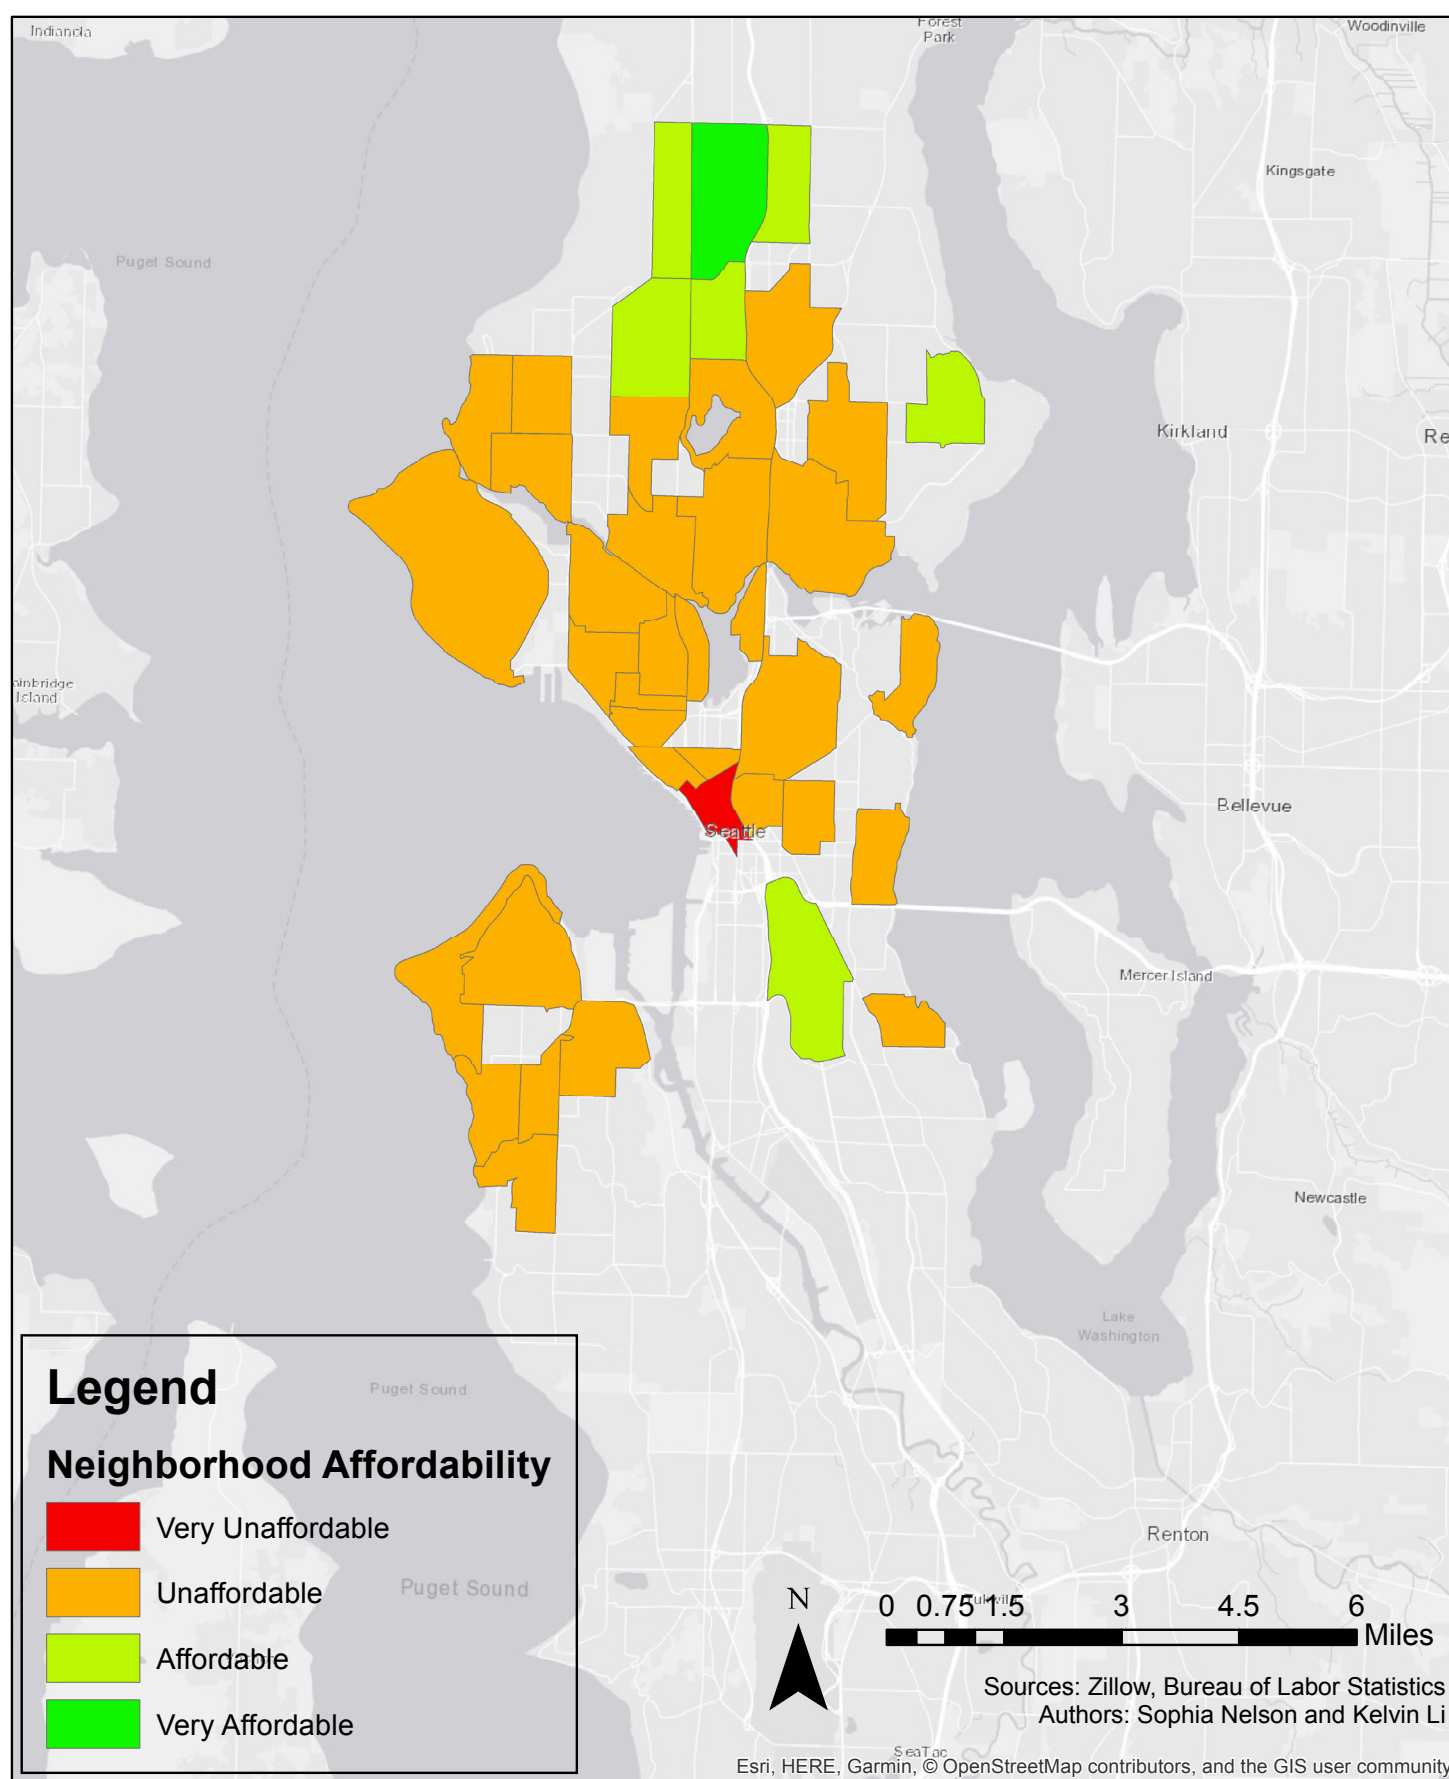 Indianola
Forest
Park
Woodinville
Kingsgate
Puget Sound
Kirkland
Re
ainbridge
Island
Bellevue
Seattle
Mercer Island
Newcastle
Lake
Washington
Legend
Puget Sound
Neighborhood Affordability
Very Unaffordable
Renton
Unaffordable
Puget Sound
N
0 0.75 1.5 3 4.5 6
Tukwila
Miles
Affordable
Sources: Zillow, Bureau of Labor Statistics
Authors: Sophia Nelson and Kelvin Li
Very Affordable
SeaTac
Esri, HERE, Garmin, © OpenStreetMap contributors, and the GIS user community